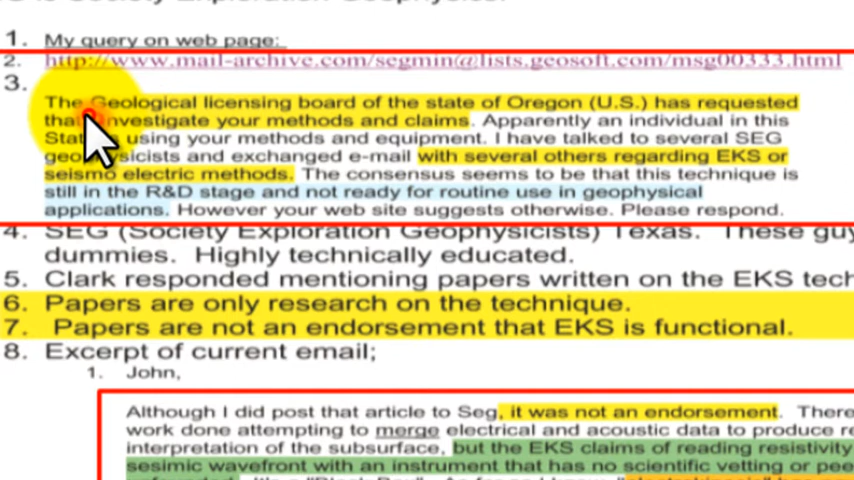 1. My query on web page:
2. http://www.mail-archive.com/segmin@lists.geosoft.com/msg00333.html
3.
The Geological licensing board of the state of Oregon (U.S.) has requested
that investigate your methods and claims. Apparently an individual in this
State is using your methods and equipment. I have talked to several SEG
geophysicists and exchanged e-mail with several others regarding EKS or
seismo electric methods. The consensus seems to be that this technique is
still in the R&D stage and not ready for routine use in geophysical
applications. However your web site suggests otherwise. Please respond.
4. SEG (Society Exploration Geophysicists) Texas. These guy
dummies. Highly technically educated.
5. Clark responded mentioning papers written on the EKS tech
6. Papers are only research on the technique.
7. Papers are not an endorsement that EKS is functional.
8. Excerpt of current email;
1. John,
Although I did post that article to Seg, it was not an endorsement. There
work done attempting to merge electrical and acoustic data to produce re
interpretation of the subsurface, but the EKS claims of reading resistivity
sesimic wavefront with an instrument that has no scientific vetting or pee